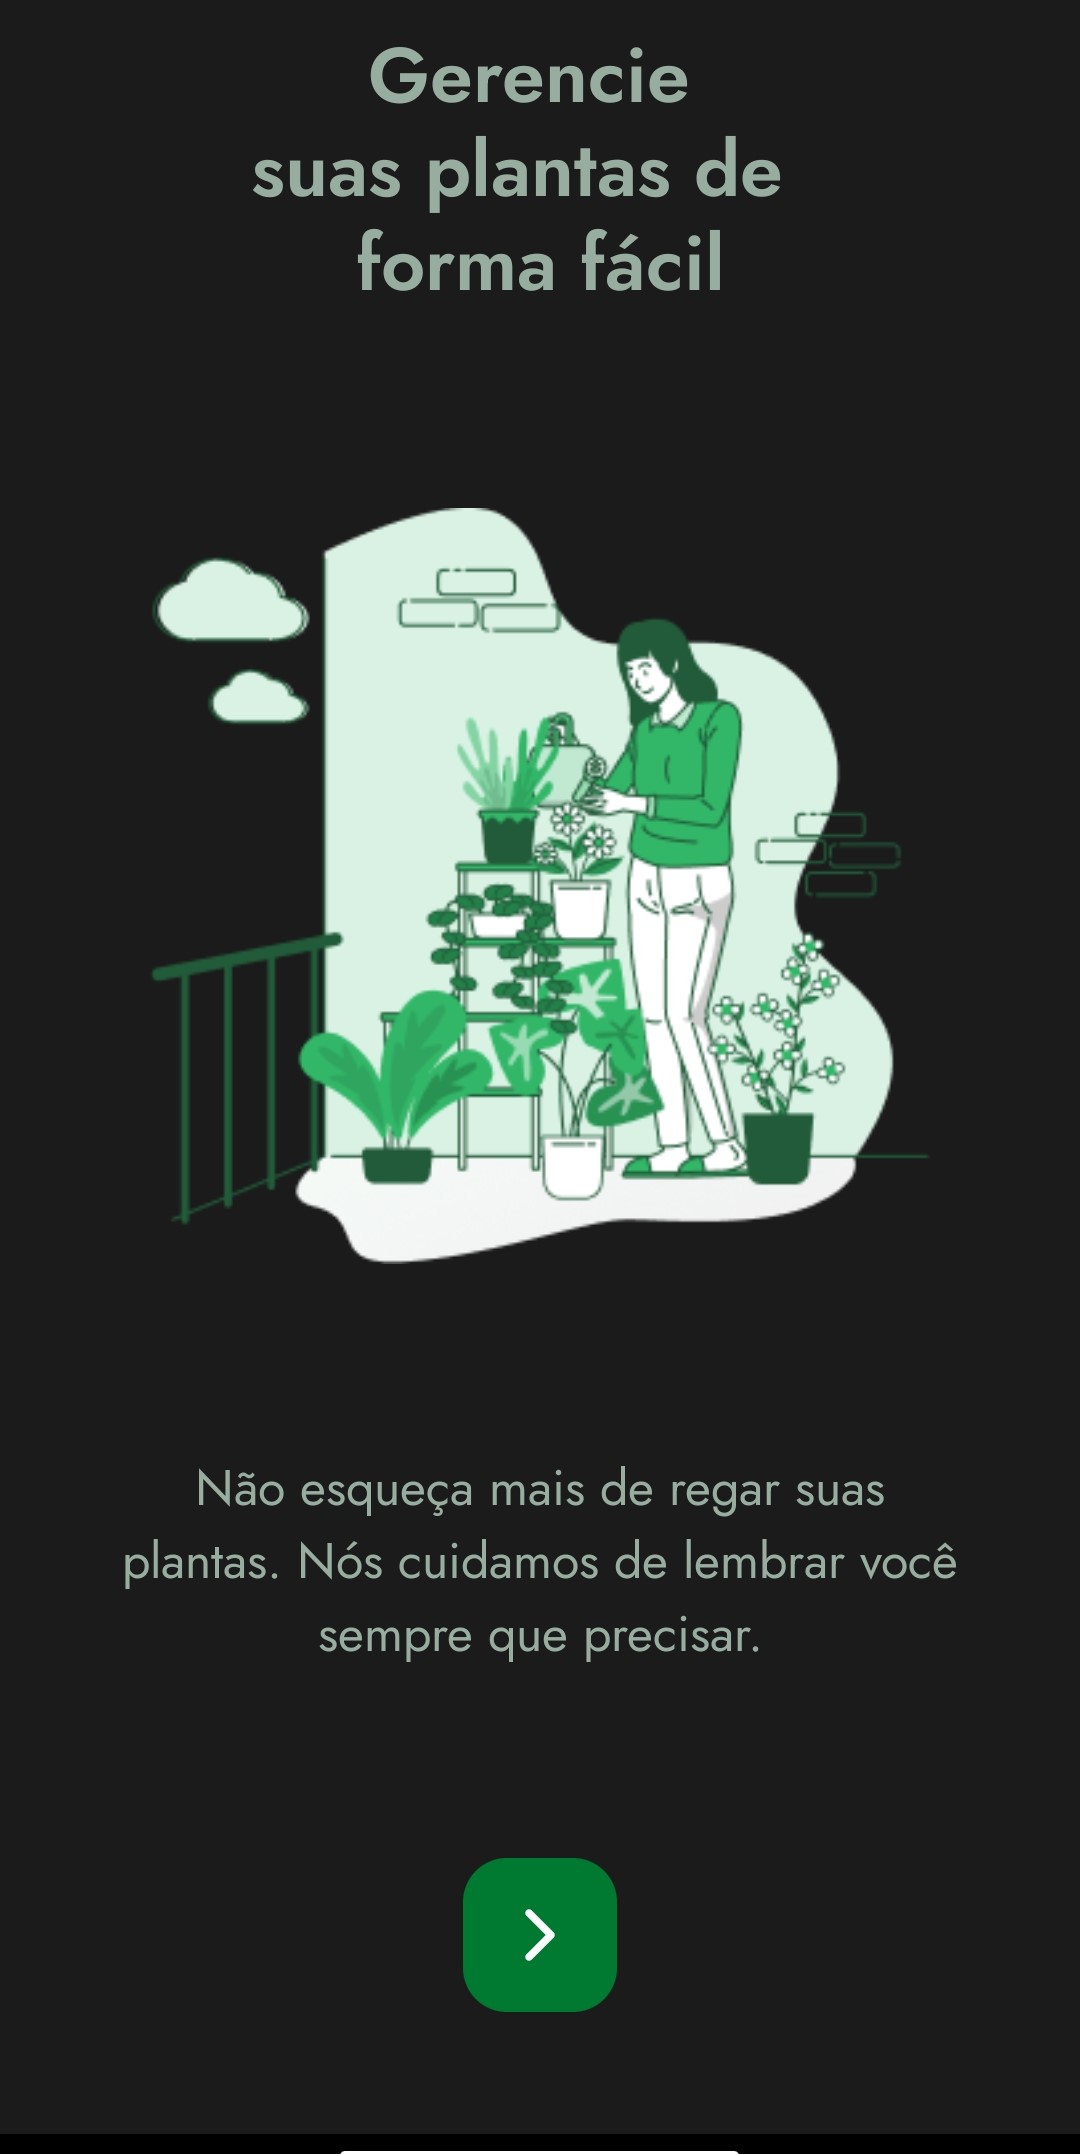 Gerencie
suas plantas de
forma fácil
Não esqueça mais de regar suas
plantas. Nós cuidamos de lembrar você
sempre que precisar.